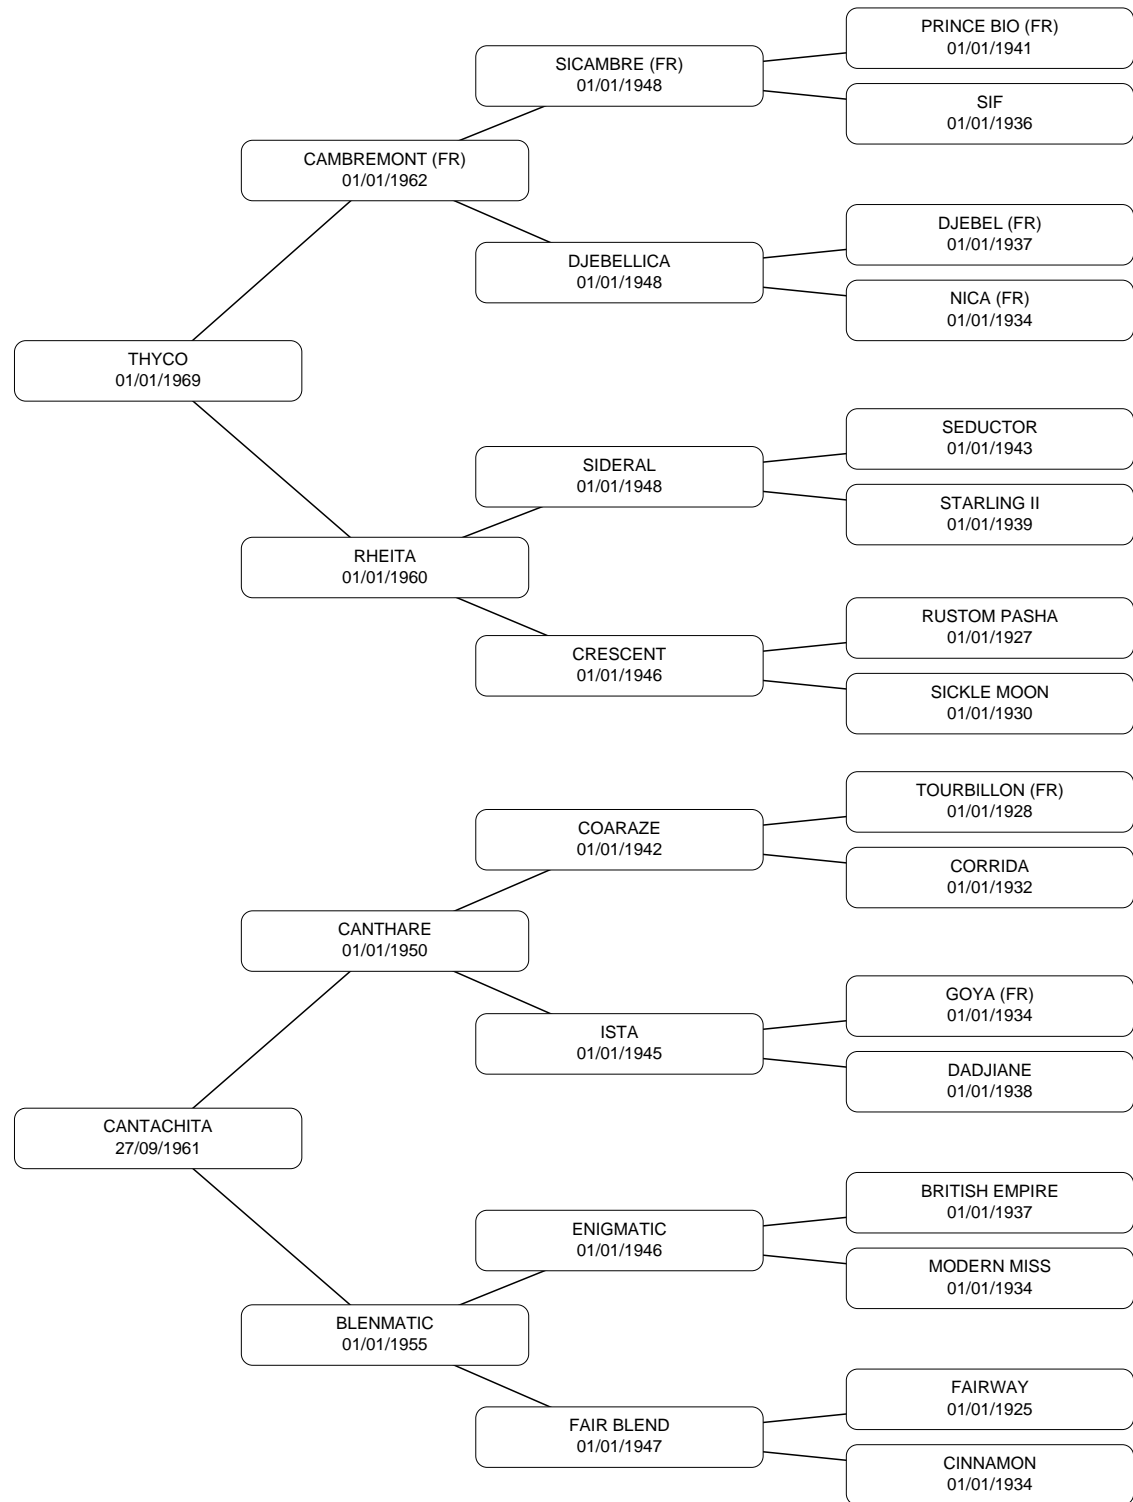 PRINCE BIO (FR)
01/01/1941
SICAMBRE (FR)
01/01/1948
SIF
01/01/1936
CAMBREMONT (FR)
01/01/1962
DJEBEL (FR)
01/01/1937
DJEBELLICA
01/01/1948
NICA (FR)
01/01/1934
THYCO
01/01/1969
SEDUCTOR
01/01/1943
SIDERAL
01/01/1948
STARLING II
01/01/1939
RHEITA
01/01/1960
RUSTOM PASHA
01/01/1927
CRESCENT
01/01/1946
SICKLE MOON
01/01/1930
TOURBILLON (FR)
01/01/1928
COARAZE
01/01/1942
CORRIDA
01/01/1932
CANTHARE
01/01/1950
GOYA (FR)
01/01/1934
ISTA
01/01/1945
DADJIANE
01/01/1938
CANTACHITA
27/09/1961
BRITISH EMPIRE
01/01/1937
ENIGMATIC
01/01/1946
MODERN MISS
01/01/1934
BLENMATIC
01/01/1955
FAIRWAY
01/01/1925
FAIR BLEND
01/01/1947
CINNAMON
01/01/1934